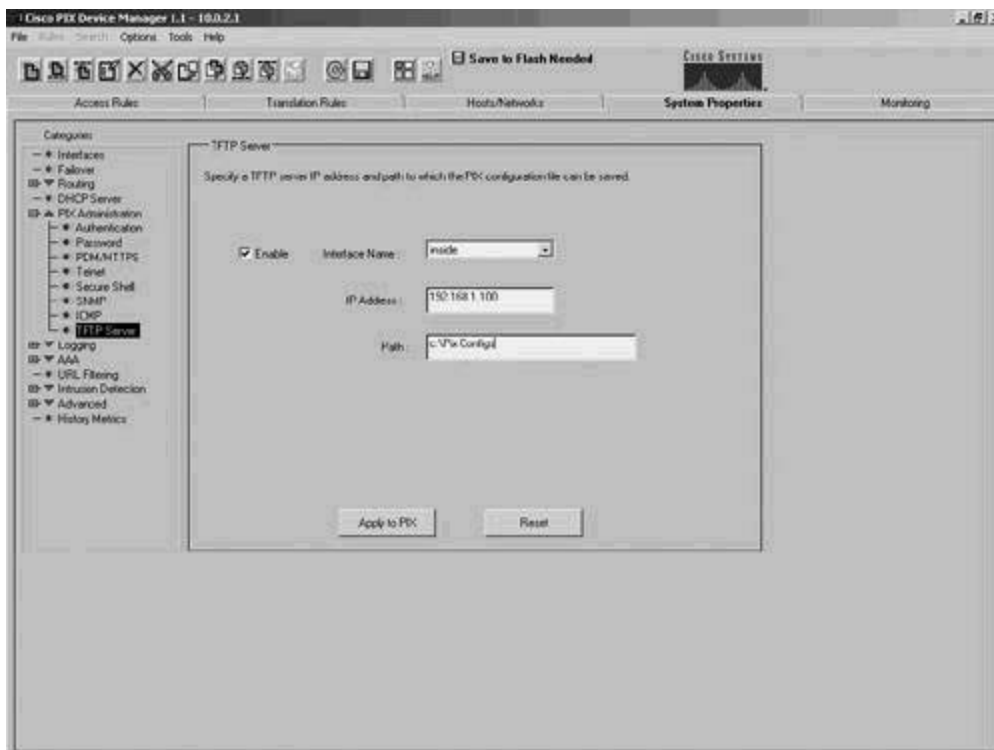 Cisco PIX Device Manager 1.1 - 10.0.2.1
File Rules Search Options Tools Help
Save to Flash Needed
CISCO SYSTEMS
Access Rules
Translation Rules
Hosts/Networks
System Properties
Monitoring
Categories
Interfaces
Failover
Routing
DHCP Server
PIX Administration
Authentication
Password
PDM/HTTPS
Telnet
Secure Shell
SNMP
ICMP
TFTP Server
Logging
AAA
URL Filtering
Intrusion Detection
Advanced
History Metrics
TFTP Server
Specify a TFTP server IP address and path to which the PIX configuration file can be saved.
Enable
Interface Name :
inside
IP Address :
192.168.1.100
Path :
c:\Pix Configs
Apply to PIX
Reset